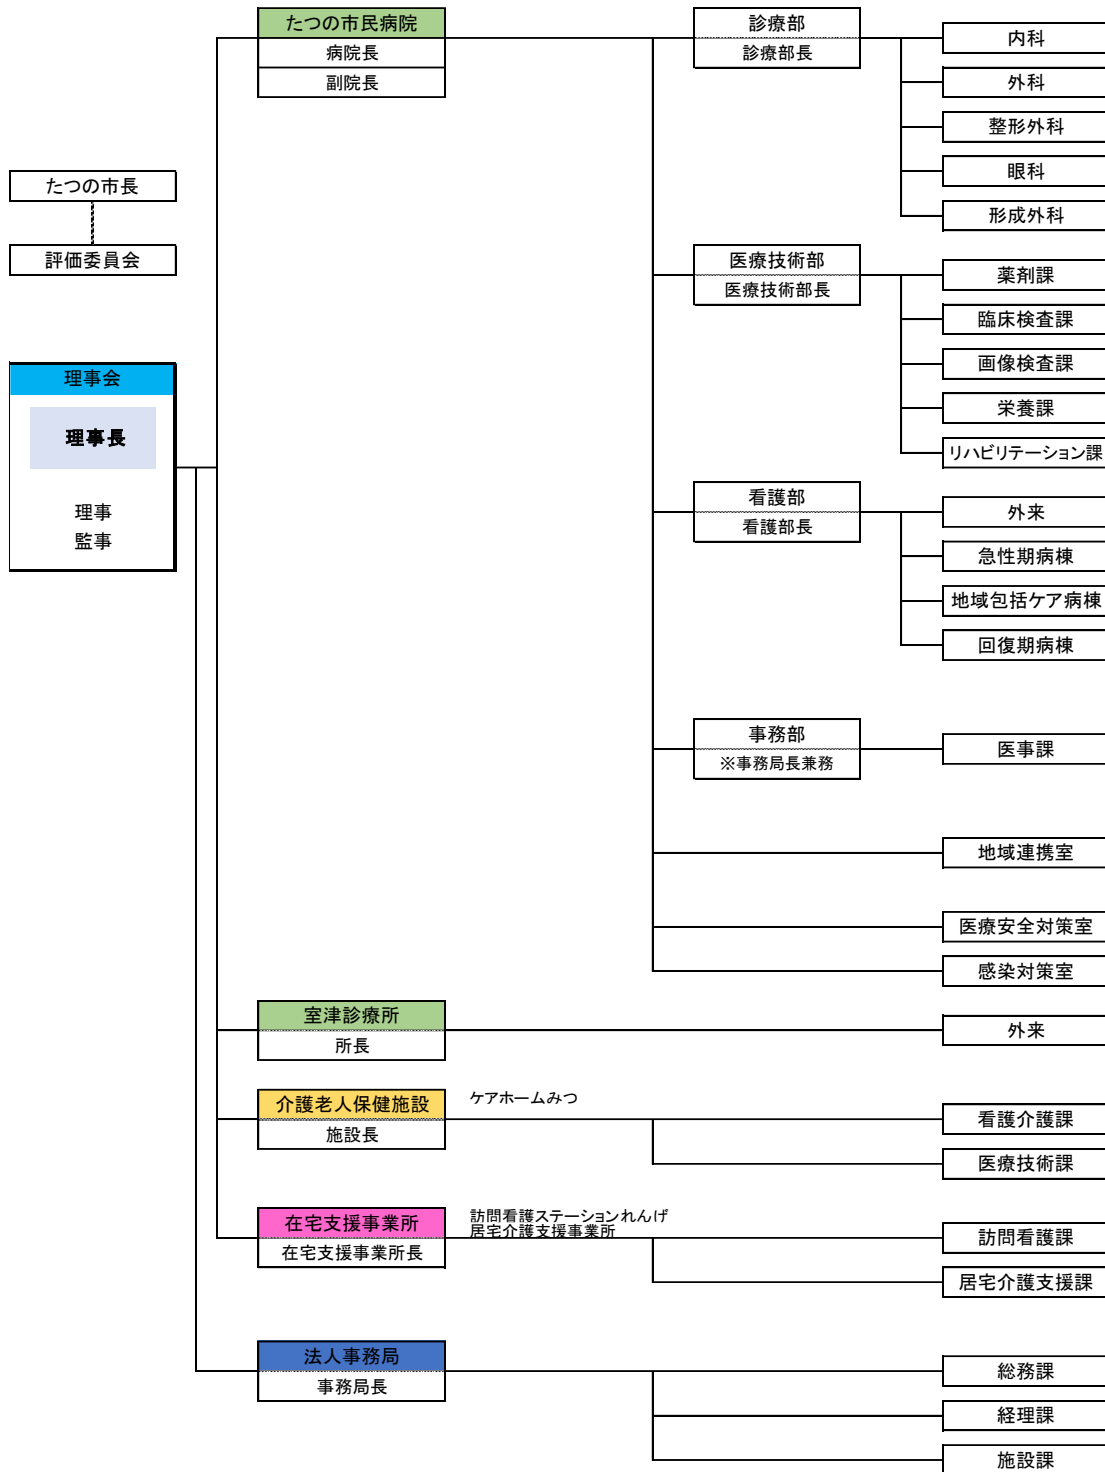 たつの市長
評価委員会
理事会
理事長
理事
監事
たつの市民病院
病院長
副院長
診療部
診療部長
内科
外科
整形外科
眼科
形成外科
医療技術部
医療技術部長
薬剤課
臨床検査課
画像検査課
栄養課
リハビリテーション課
看護部
看護部長
外来
急性期病棟
地域包括ケア病棟
回復期病棟
事務部
※事務局長兼務
医事課
地域連携室
医療安全対策室
感染対策室
室津診療所
所長
外来
介護老人保健施設
施設長
ケアホームみつ
看護介護課
医療技術課
在宅支援事業所
在宅支援事業所長
訪問看護ステーションれんげ
居宅介護支援事業所
訪問看護課
居宅介護支援課
法人事務局
事務局長
総務課
経理課
施設課